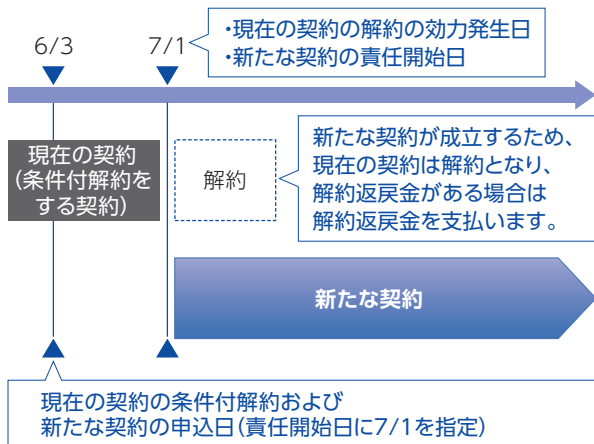 6/3
7/1
・現在の契約の解約の効力発生日
・新たな契約の責任開始日
現在の契約
(条件付解約を
する契約)
解約
新たな契約が成立するため、
現在の契約は解約となり、
解約返戻金がある場合は
解約返戻金を支払います。
新たな契約
現在の契約の条件付解約および
新たな契約の申込日(責任開始日に7/1を指定)